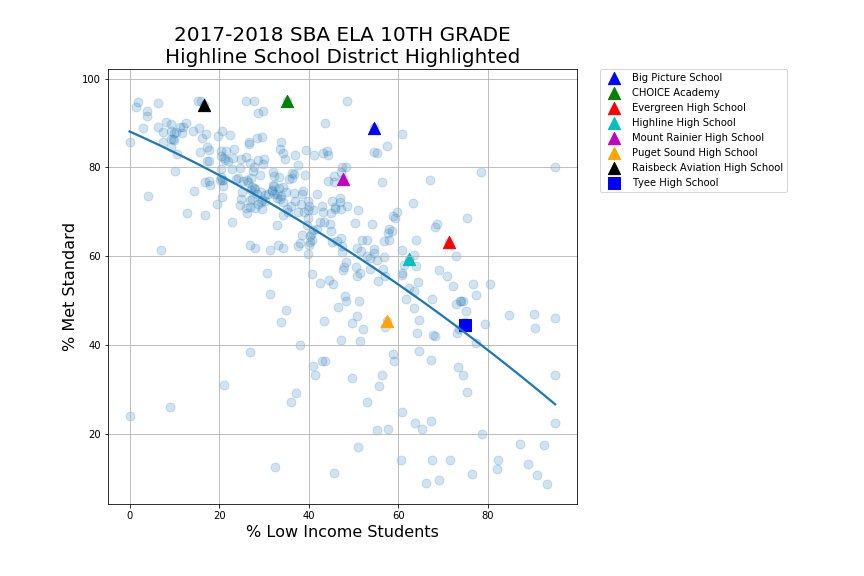 2017-2018 SBA ELA 10TH GRADE
Highline School District Highlighted
% Met Standard
100
80
60
40
20
0
20
40
60
80
% Low Income Students
Big Picture School
CHOICE Academy
Evergreen High School
Highline High School
Mount Rainier High School
Puget Sound High School
Raisbeck Aviation High School
Tyee High School